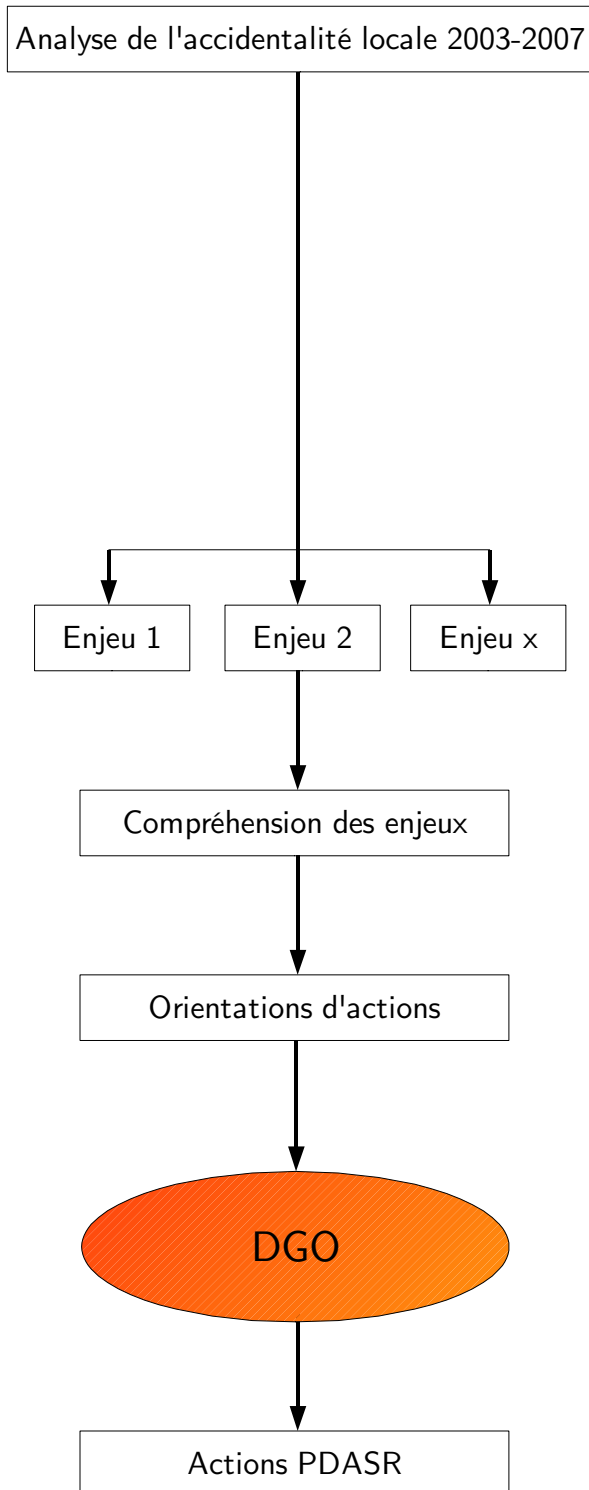 Analyse de l'accidentalité locale 2003-2007
Enjeu 1
Enjeu 2
Enjeu x
Compréhension des enjeux
Orientations d'actions
DGO
Actions PDASR